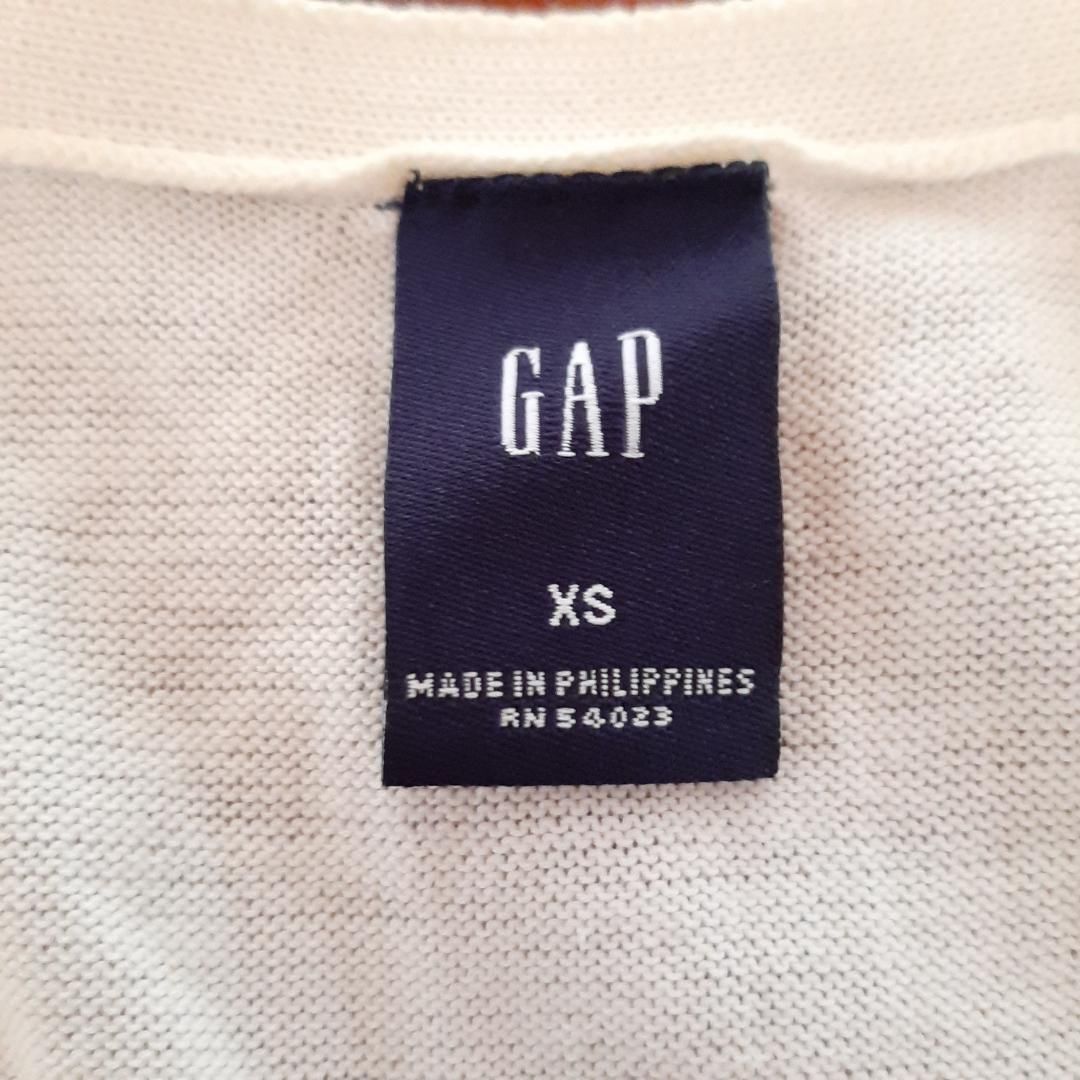 GAP
XS
MADE IN PHILIPPINES
RN 54023